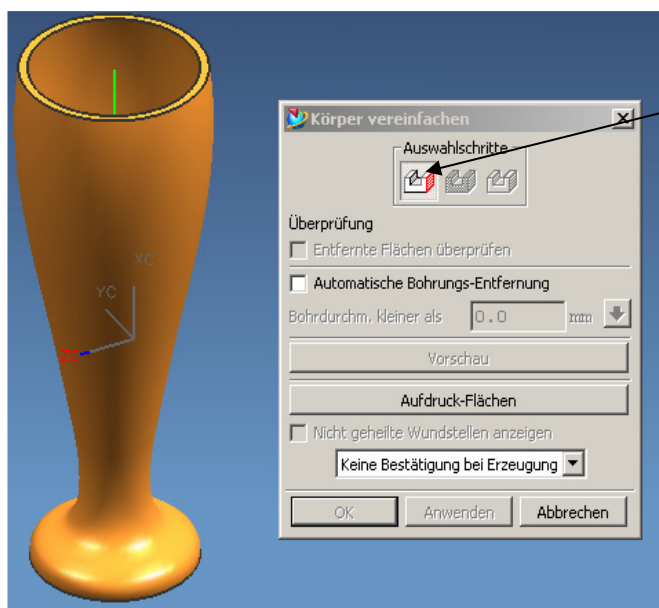 Körper vereinfachen
Auswahlschritte
Überprüfung
Entfernte Flächen überprüfen
Automatische Bohrungs-Entfernung
Bohrdurchm. kleiner als 0.0 mm
Vorschau
Aufdruck-Flächen
Nicht geheilte Wundstellen anzeigen
Keine Bestätigung bei Erzeugung
OK Anwenden Abbrechen
XC
YC
ZC